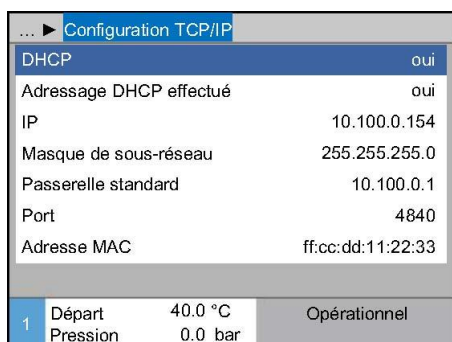 ... ► Configuration TCP/IP
DHCP oui
Adressage DHCP effectué oui
IP 10.100.0.154
Masque de sous-réseau 255.255.255.0
Passerelle standard 10.100.0.1
Port 4840
Adresse MAC ff:cc:dd:11:22:33
1 Départ 40.0 °C Opérationnel
Pression 0.0 bar